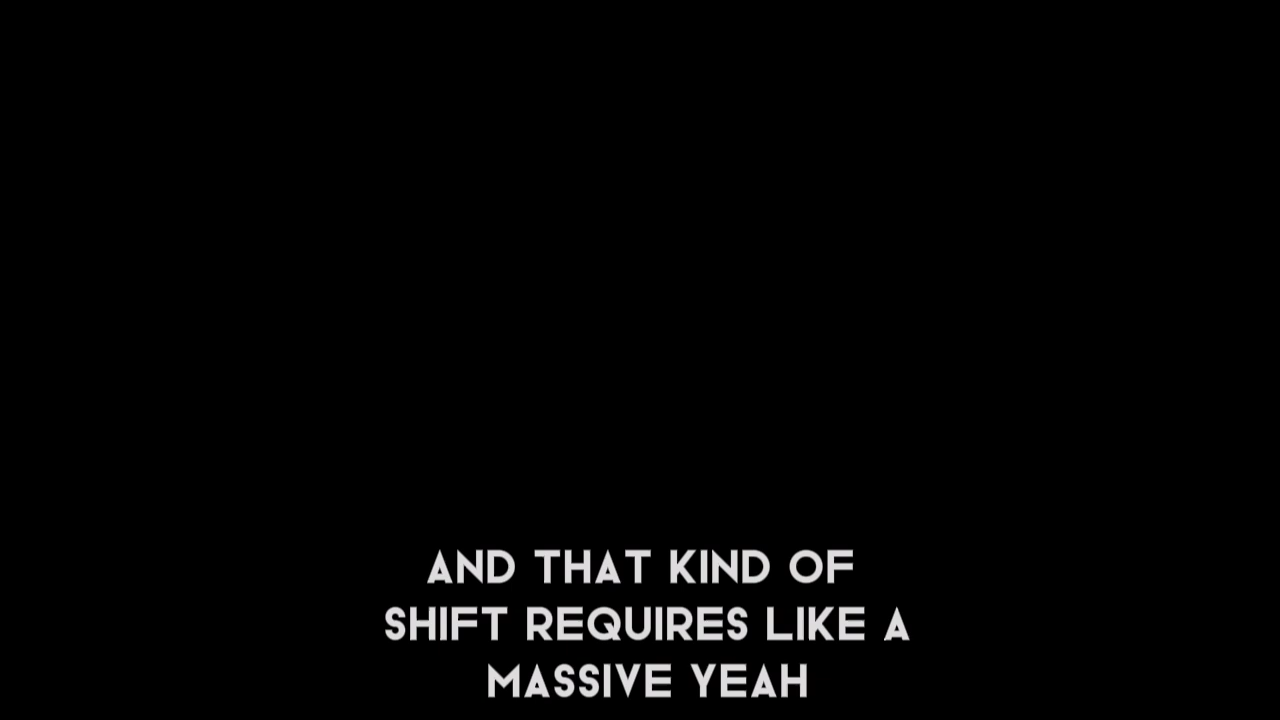 AND THAT KIND OF
SHIFT REQUIRES LIKE A
MASSIVE YEAH